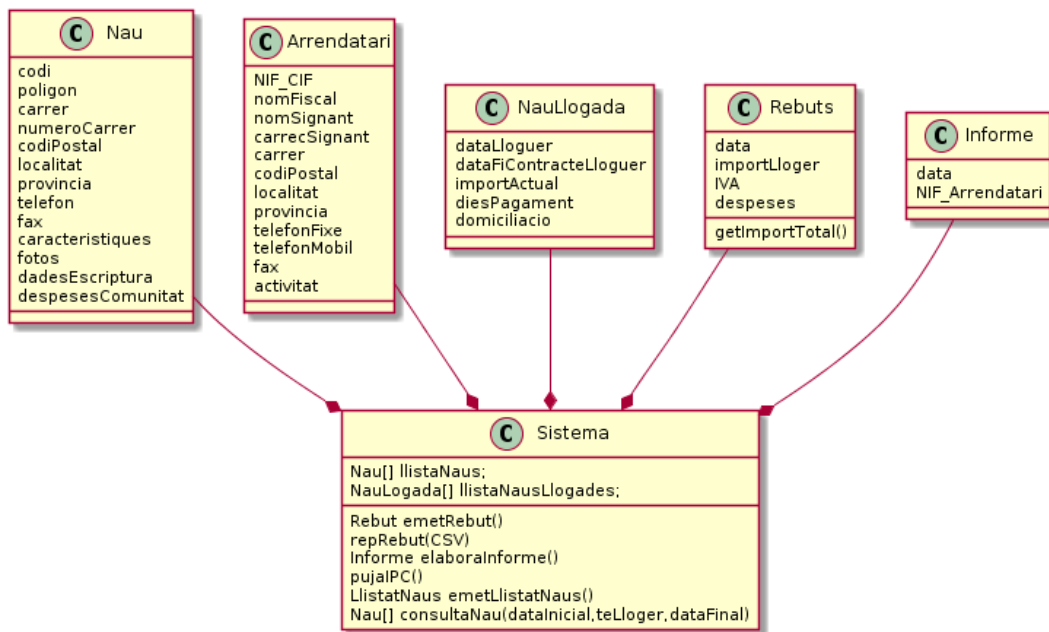 C Nau
codi
poligon
carrer
numeroCarrer
codiPostal
localitat
provincia
telefon
fax
caracteristiques
fotos
dadesEscriptura
despesesComunitat
C Arrendatari
NIF_CIF
nomFiscal
nomSignant
carrecSignant
carrer
codiPostal
localitat
provincia
telefonFixe
telefonMobil
fax
activitat
C NauLlogada
dataLloguer
dataFiContracteLloguer
importActual
diesPagament
domiciliacio
C Rebuts
data
importLloger
IVA
despeses
getImportTotal()
C Informe
data
NIF_Arrendatari
C Sistema
Nau[] llistaNaus;
NauLogada[] llistaNausLlogades;
Rebut emetRebut()
repRebut(CSV)
Informe elaboraInforme()
pujaIPC()
LlistatNaus emetLlistatNaus()
Nau[] consultaNau(dataInicial,teLloger,dataFinal)